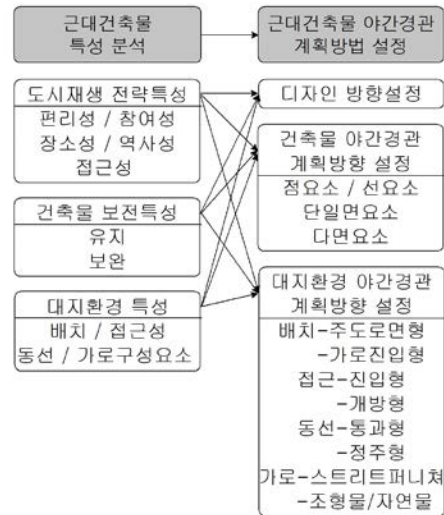 근대건축물
특성 분석
근대건축물 야간경관
계획방법 설정
도시재생 전략특성
편리성 / 참여성
장소성 / 역사성
접근성
건축물 보전특성
유지
보완
대지환경 특성
배치 / 접근성
동선 / 가로구성요소
디자인 방향설정
건축물 야간경관
계획방향 설정
점요소 / 선요소
단일면요소
다면요소
대지환경 야간경관
계획방향 설정
배치-주도로면형
-가로진입형
접근-진입형
-개방형
동선-통과형
-정주형
가로-스트리트퍼니쳐
-조형물/자연물